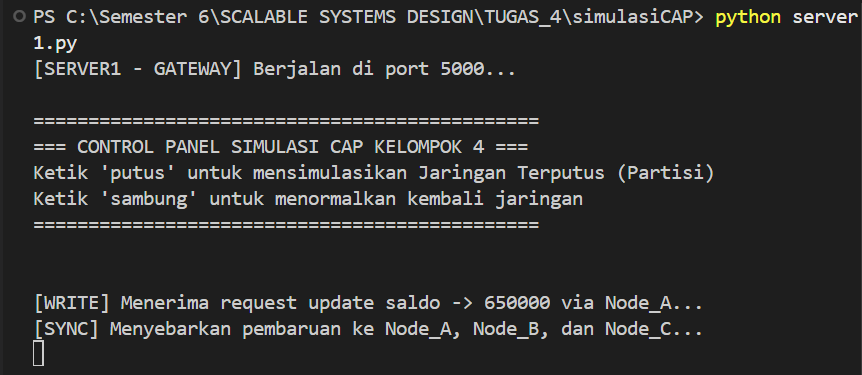 PS C:\Semester 6\SCALABLE SYSTEMS DESIGN\TUGAS_4\simulasiCAP> python server
1.py
[SERVER1 - GATEWAY] Berjalan di port 5000...
===============================================
=== CONTROL PANEL SIMULASI CAP KELOMPOK 4 ===
Ketik 'putus' untuk mensimulasikan Jaringan Terputus (Partisi)
Ketik 'sambung' untuk menormalkan kembali jaringan
===============================================
[WRITE] Menerima request update saldo -> 650000 via Node_A...
[SYNC] Menyebarkan pembaruan ke Node_A, Node_B, dan Node_C...